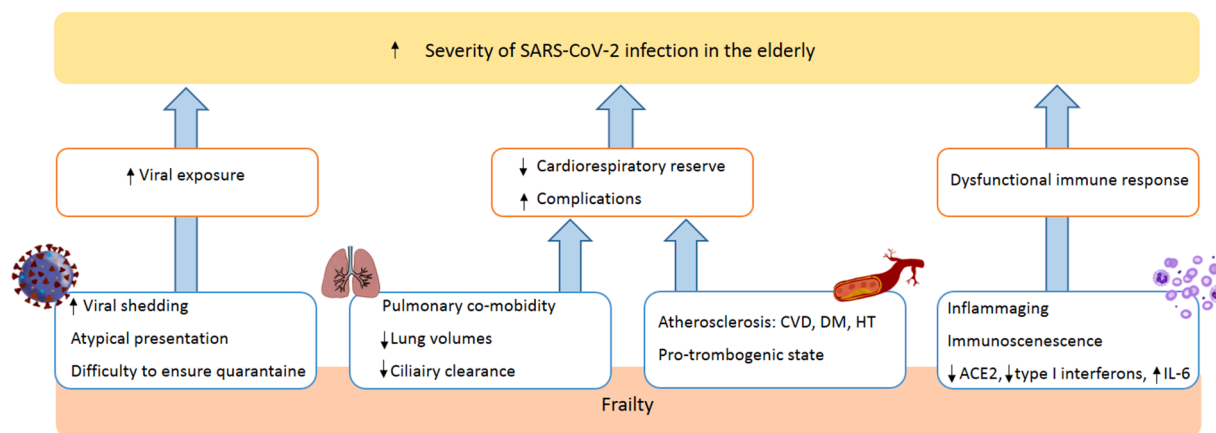 ↑ Severity of SARS-CoV-2 infection in the elderly
↑ Viral exposure
↓ Cardiorespiratory reserve
↑ Complications
Dysfunctional immune response
↑ Viral shedding
Atypical presentation
Difficulty to ensure quarantaine
Pulmonary co-mobidity
↓ Lung volumes
↓ Ciliairy clearance
Atherosclerosis: CVD, DM, HT
Pro-trombogenic state
Inflammaging
Immunoscenescence
↓ ACE2, ↓ type I interferons, ↑ IL-6
Frailty